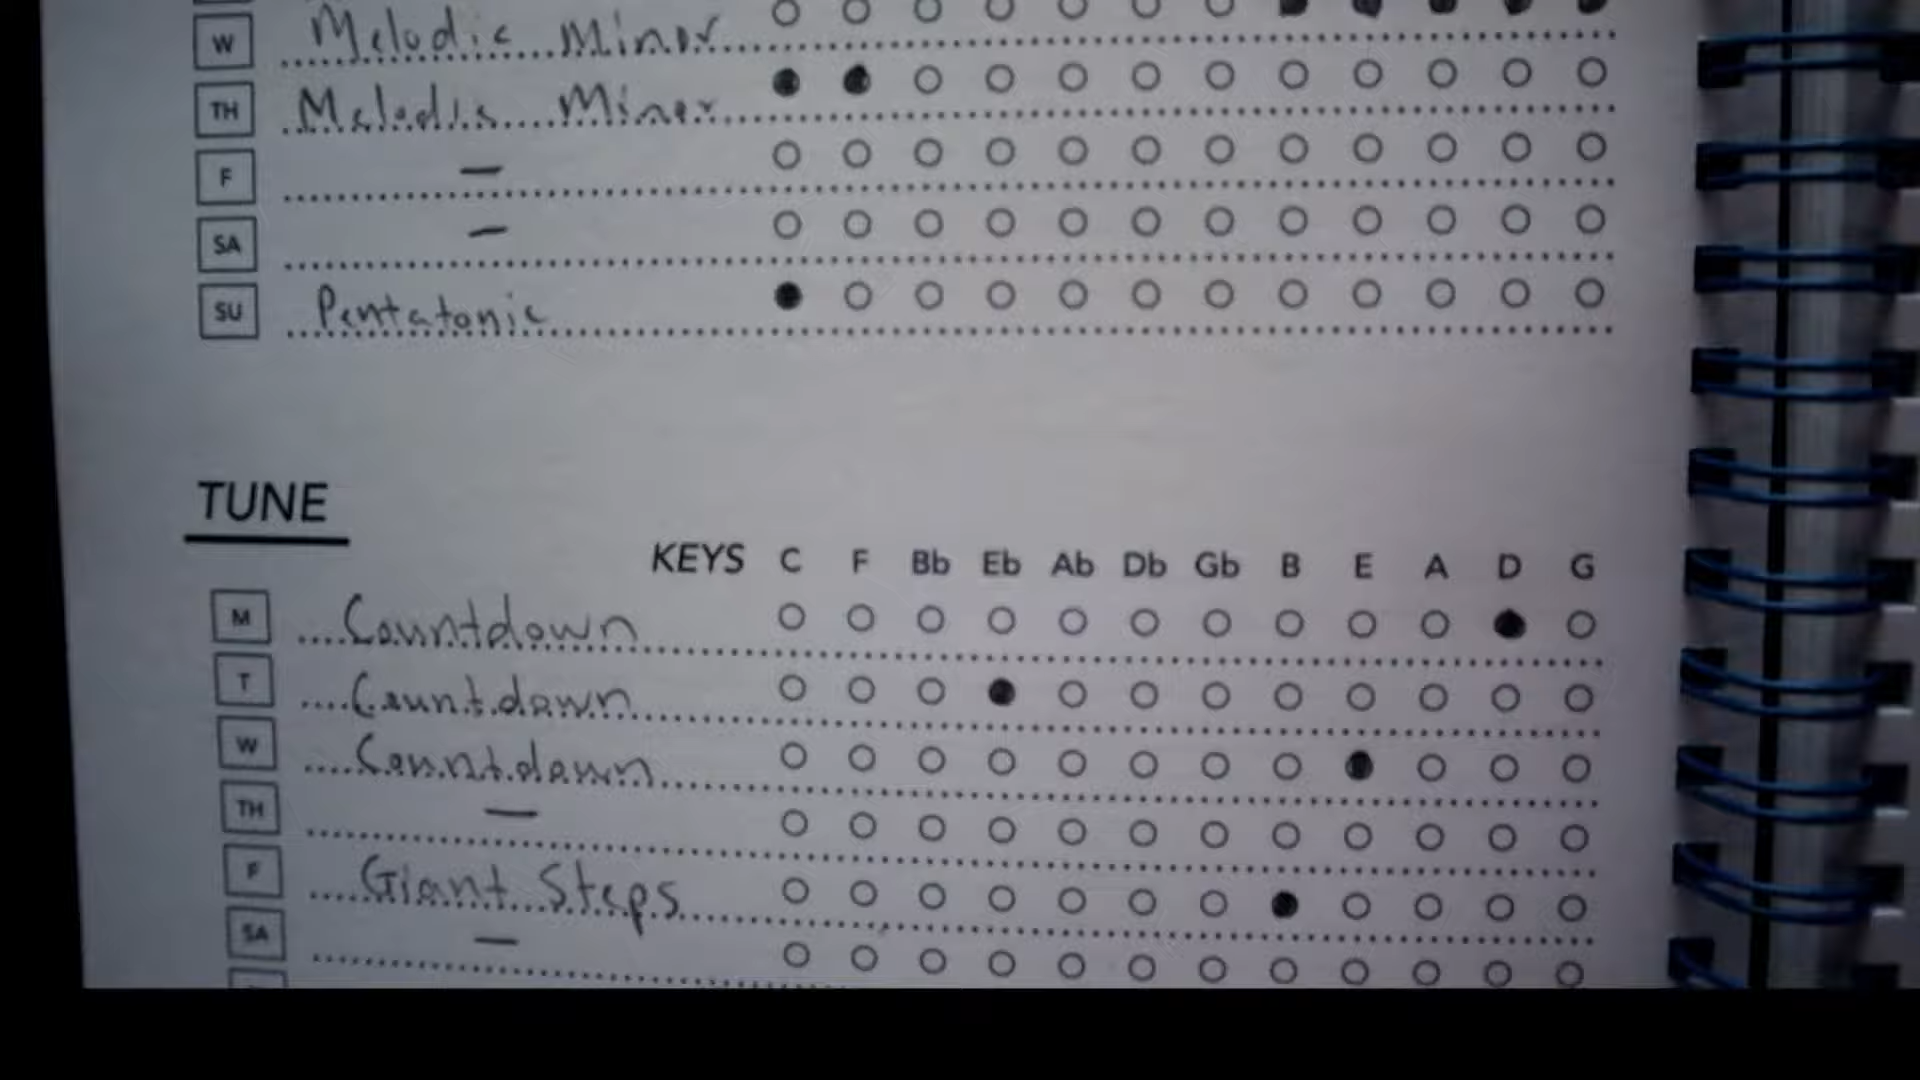 W Melodic Minor
TH Melodic Minor
F —
SA —
SU Pentatonic
TUNE
KEYS C F Bb Eb Ab Db Gb B E A D G
M Countdown
T Countdown
W Countdown
TH —
F Giant Steps
SA —